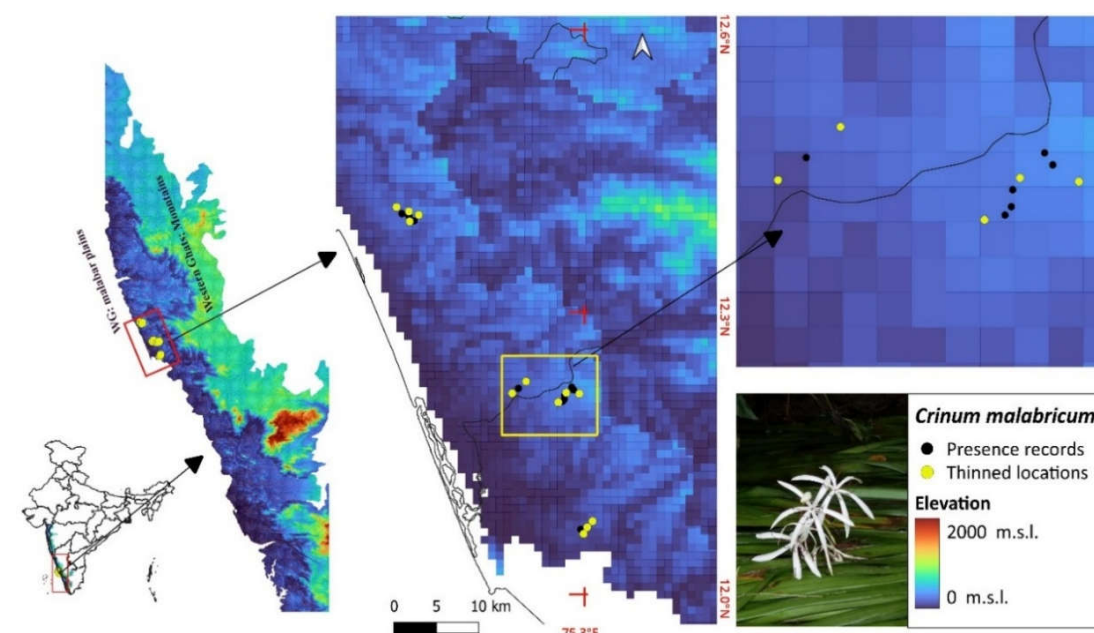 WG: malabar plains
Western Ghats: Mountains
12.6°N
12.3°N
12.0°N
75.3°E
0 5 10 km
Crinum malabricum
Presence records
Thinned locations
Elevation
2000 m.s.l.
0 m.s.l.